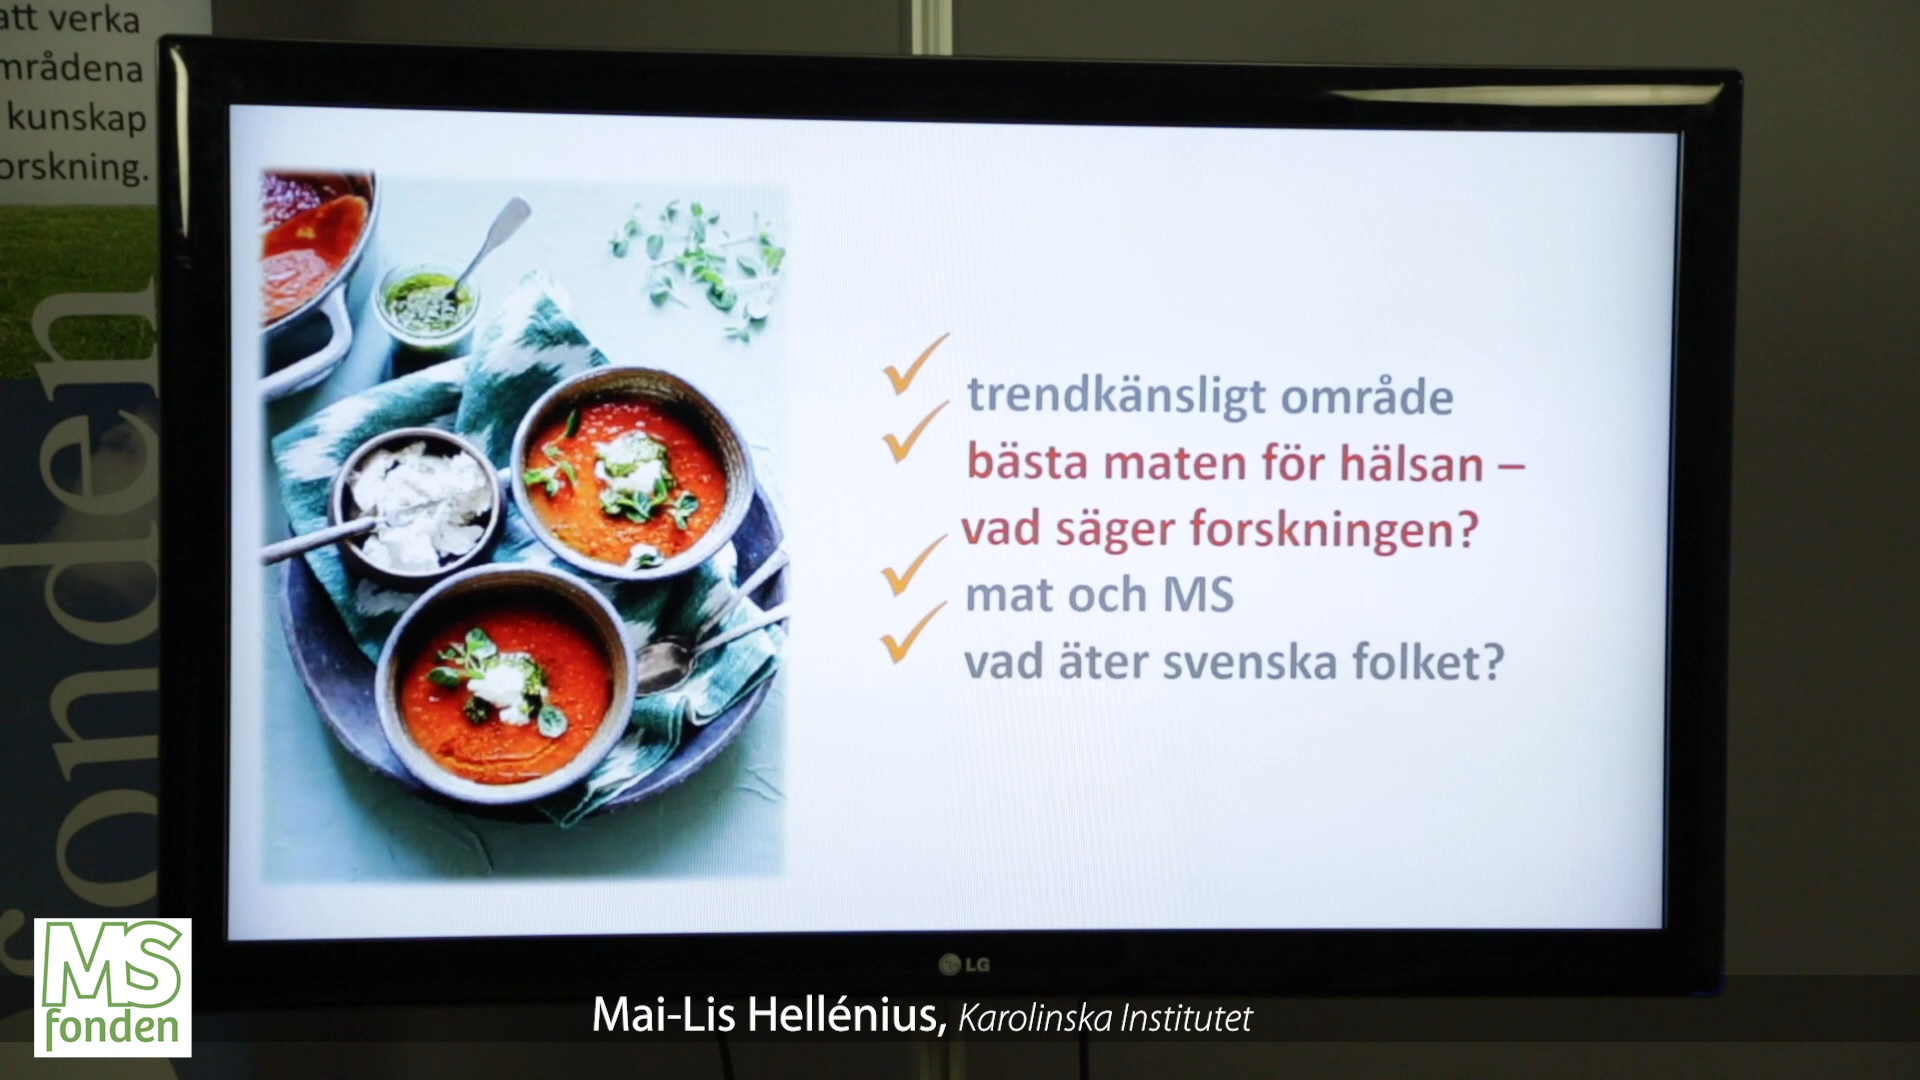 att verka
mrådena
kunskap
orskning.
fonden
trendkänsligt område
bästa maten för hälsan –
vad säger forskningen?
mat och MS
vad äter svenska folket?
LG
MS
fonden
Mai-Lis Hellénius, Karolinska Institutet